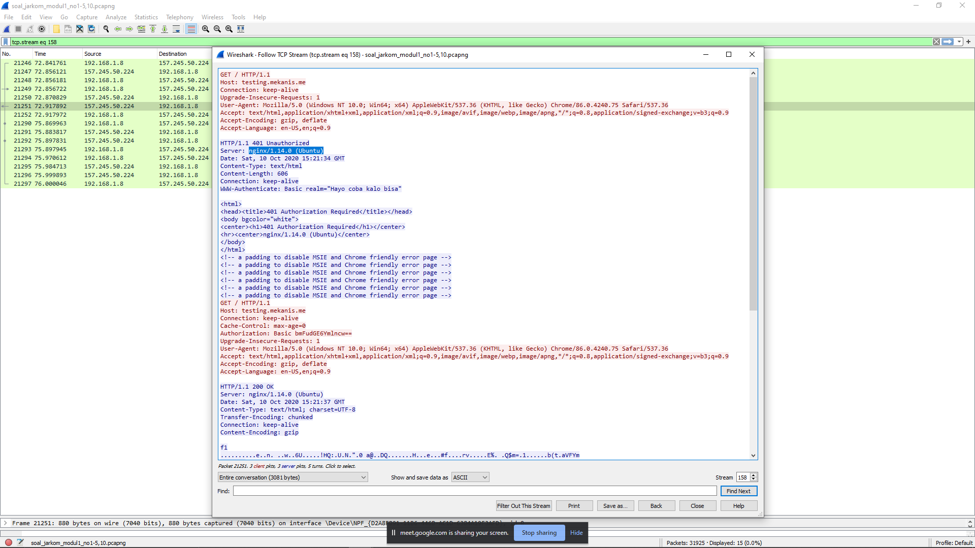 soal_jarkom_modul1_no1-5,10.pcapng
File Edit View Go Capture Analyze Statistics Telephony Wireless Tools Help
tcp.stream eq 158
No. Time Source Destination
21246 72.841761 192.168.1.8 157.245.50.224
21247 72.856121 157.245.50.224 192.168.1.8
21248 72.856181 192.168.1.8 157.245.50.224
21249 72.856722 192.168.1.8 157.245.50.224
21250 72.870829 157.245.50.224 192.168.1.8
21251 72.917892 157.245.50.224 192.168.1.8
21252 72.917972 192.168.1.8 157.245.50.224
21290 75.869963 192.168.1.8 157.245.50.224
21291 75.883817 157.245.50.224 192.168.1.8
21292 75.897831 157.245.50.224 192.168.1.8
21293 75.897945 192.168.1.8 157.245.50.224
21294 75.970612 192.168.1.8 157.245.50.224
21295 75.984713 157.245.50.224 192.168.1.8
21296 75.999893 157.245.50.224 192.168.1.8
21297 76.000046 192.168.1.8 157.245.50.224
Wireshark - Follow TCP Stream (tcp.stream eq 158) - soal_jarkom_modul1_no1-5,10.pcapng
GET / HTTP/1.1
Host: testing.mekanis.me
Connection: keep-alive
Upgrade-Insecure-Requests: 1
User-Agent: Mozilla/5.0 (Windows NT 10.0; Win64; x64) AppleWebKit/537.36 (KHTML, like Gecko) Chrome/86.0.4240.75 Safari/537.36
Accept: text/html,application/xhtml+xml,application/xml;q=0.9,image/avif,image/webp,image/apng,*/*;q=0.8,application/signed-exchange;v=b3;q=0.9
Accept-Encoding: gzip, deflate
Accept-Language: en-US,en;q=0.9
HTTP/1.1 401 Unauthorized
Server: nginx/1.14.0 (Ubuntu)
Date: Sat, 10 Oct 2020 15:21:34 GMT
Content-Type: text/html
Content-Length: 606
Connection: keep-alive
WWW-Authenticate: Basic realm="Hayo coba kalo bisa"
<html>
<head><title>401 Authorization Required</title></head>
<body bgcolor="white">
<center><h1>401 Authorization Required</h1></center>
<hr><center>nginx/1.14.0 (Ubuntu)</center>
</body>
</html>
<!-- a padding to disable MSIE and Chrome friendly error page -->
<!-- a padding to disable MSIE and Chrome friendly error page -->
<!-- a padding to disable MSIE and Chrome friendly error page -->
<!-- a padding to disable MSIE and Chrome friendly error page -->
<!-- a padding to disable MSIE and Chrome friendly error page -->
<!-- a padding to disable MSIE and Chrome friendly error page -->
GET / HTTP/1.1
Host: testing.mekanis.me
Connection: keep-alive
Cache-Control: max-age=0
Authorization: Basic bmFudGE6Ymlncw==
Upgrade-Insecure-Requests: 1
User-Agent: Mozilla/5.0 (Windows NT 10.0; Win64; x64) AppleWebKit/537.36 (KHTML, like Gecko) Chrome/86.0.4240.75 Safari/537.36
Accept: text/html,application/xhtml+xml,application/xml;q=0.9,image/avif,image/webp,image/apng,*/*;q=0.8,application/signed-exchange;v=b3;q=0.9
Accept-Encoding: gzip, deflate
Accept-Language: en-US,en;q=0.9
HTTP/1.1 200 OK
Server: nginx/1.14.0 (Ubuntu)
Date: Sat, 10 Oct 2020 15:21:37 GMT
Content-Type: text/html; charset=UTF-8
Transfer-Encoding: chunked
Connection: keep-alive
Content-Encoding: gzip
Packet 21251. 3 client pkts, 3 server pkts, 5 turns. Click to select.
Entire conversation (3081 bytes) Show and save data as ASCII Stream 158
Find: Find Next
Filter Out This Stream Print Save as… Back Close Help
Frame 21251: 880 bytes on wire (7040 bits), 880 bytes captured (7040 bits) on interface
meet.google.com is sharing your screen. Stop sharing Hide
soal_jarkom_modul1_no1-5,10.pcapng Packets: 31925 · Displayed: 15 (0.0%) Profile: Default